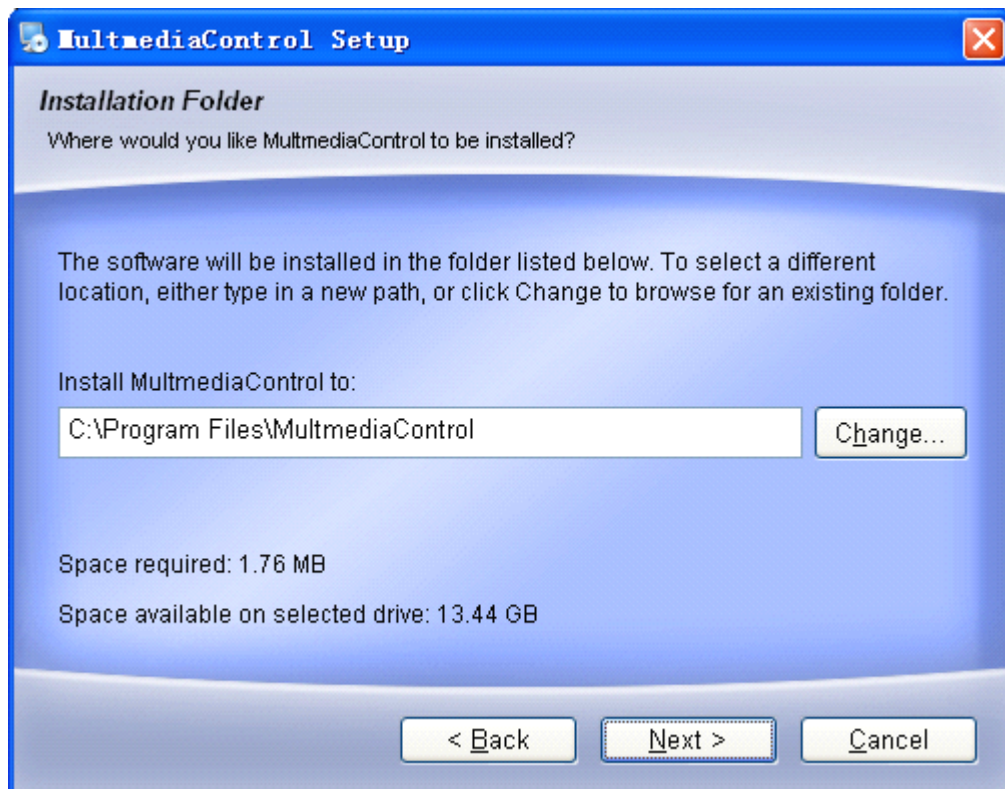 MultmediaControl Setup
Installation Folder
Where would you like MultmediaControl to be installed?
The software will be installed in the folder listed below. To select a different
location, either type in a new path, or click Change to browse for an existing folder.
Install MultmediaControl to:
C:\Program Files\MultmediaControl
Change...
Space required: 1.76 MB
Space available on selected drive: 13.44 GB
< Back
Next >
Cancel